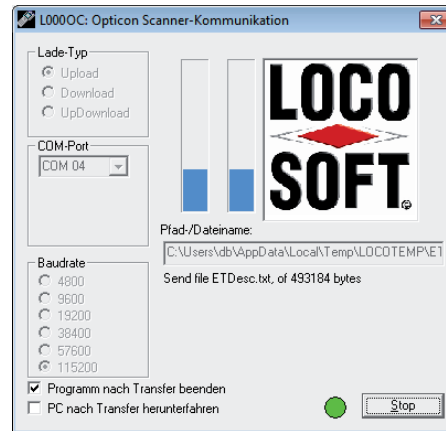 L000OC: Opticon Scanner-Kommunikation
Lade-Typ
Upload
Download
UpDownload
COM-Port
COM 04
LOCO
SOFT
Pfad-/Dateiname:
C:\Users\db\AppData\Local\Temp\LOCOTEMP\ET
Send file ETDesc.txt, of 493184 bytes
Baudrate
4800
9600
19200
38400
57600
115200
Programm nach Transfer beenden
PC nach Transfer herunterfahren
Stop